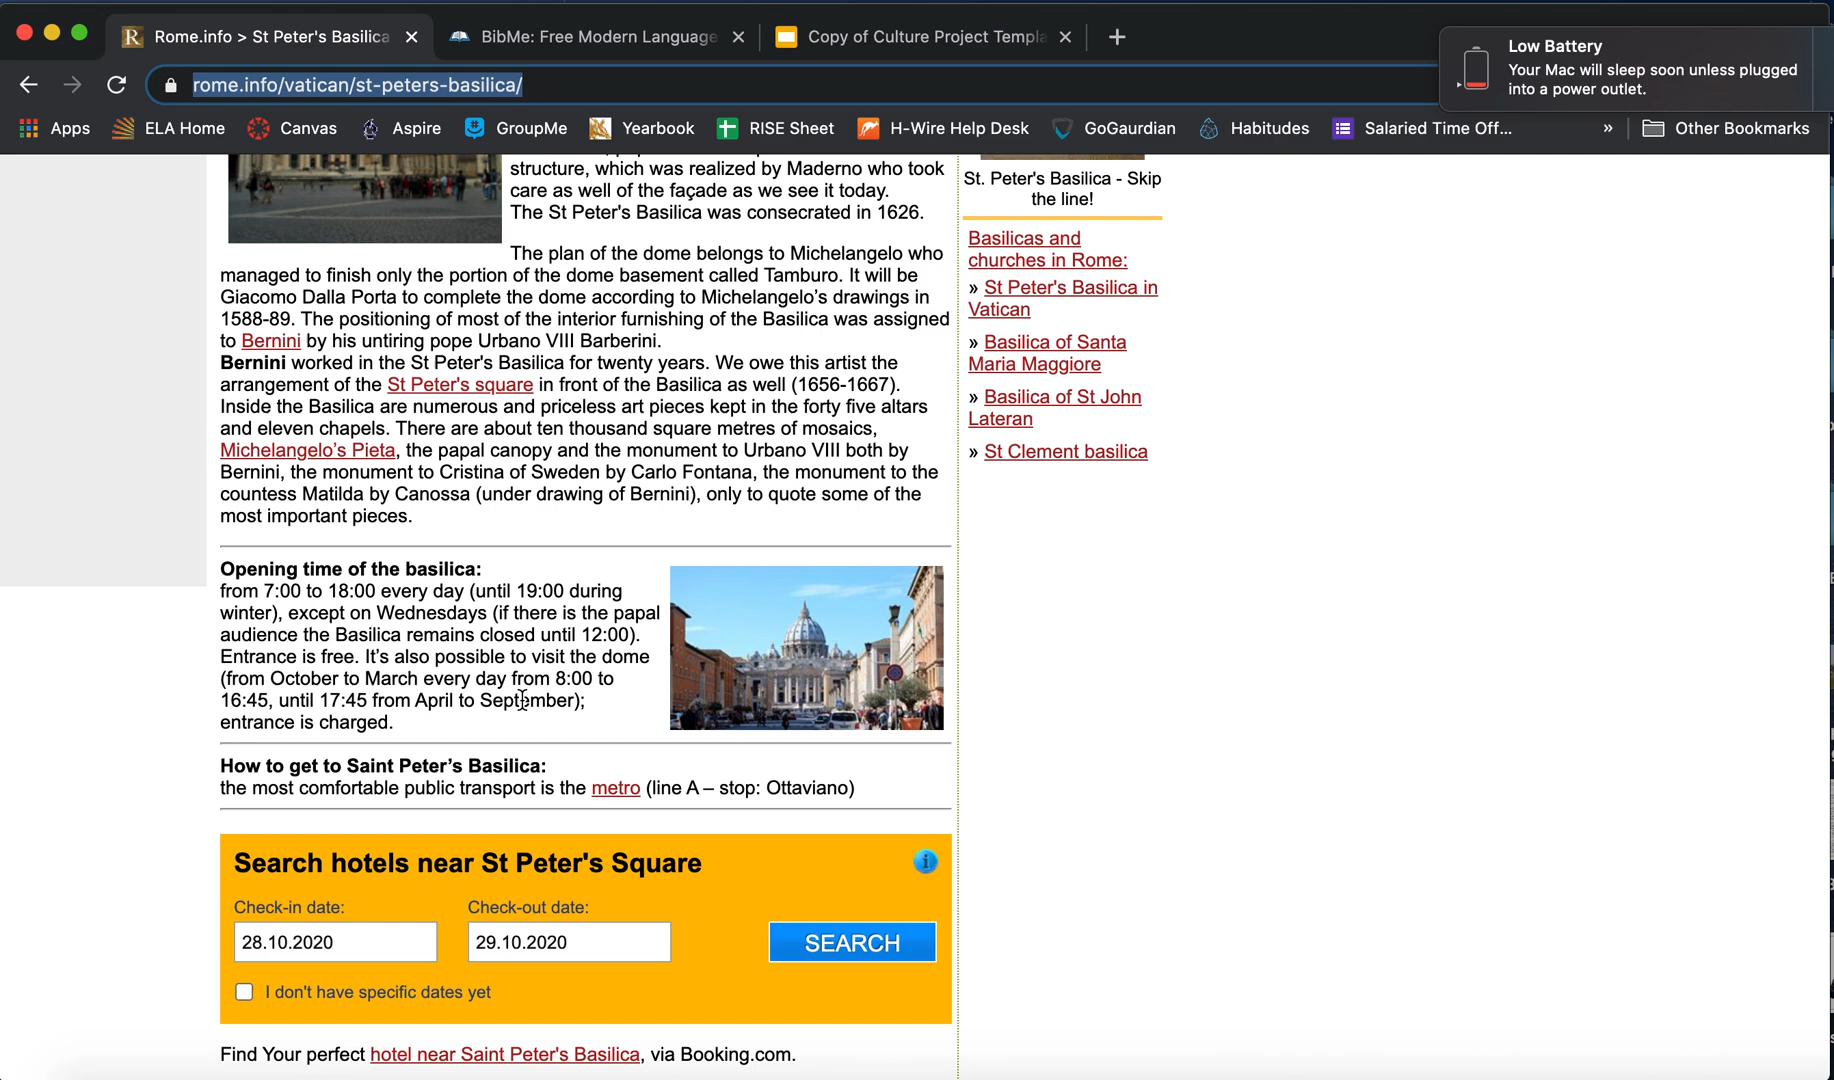 Rome.info > St Peter's Basilica
BibMe: Free Modern Language
Copy of Culture Project Templa
Low Battery
Your Mac will sleep soon unless plugged
into a power outlet.
rome.info/vatican/st-peters-basilica/
Apps
ELA Home
Canvas
Aspire
GroupMe
Yearbook
RISE Sheet
H-Wire Help Desk
GoGaurdian
Habitudes
Salaried Time Off...
»
Other Bookmarks
structure, which was realized by Maderno who took
care as well of the façade as we see it today.
The St Peter's Basilica was consecrated in 1626.
The plan of the dome belongs to Michelangelo who
managed to finish only the portion of the dome basement called Tamburo. It will be
Giacomo Dalla Porta to complete the dome according to Michelangelo's drawings in
1588-89. The positioning of most of the interior furnishing of the Basilica was assigned
to Bernini by his untiring pope Urbano VIII Barberini.
Bernini worked in the St Peter's Basilica for twenty years. We owe this artist the
arrangement of the St Peter's square in front of the Basilica as well (1656-1667).
Inside the Basilica are numerous and priceless art pieces kept in the forty five altars
and eleven chapels. There are about ten thousand square metres of mosaics,
Michelangelo's Pieta, the papal canopy and the monument to Urbano VIII both by
Bernini, the monument to Cristina of Sweden by Carlo Fontana, the monument to the
countess Matilda by Canossa (under drawing of Bernini), only to quote some of the
most important pieces.
Opening time of the basilica:
from 7:00 to 18:00 every day (until 19:00 during
winter), except on Wednesdays (if there is the papal
audience the Basilica remains closed until 12:00).
Entrance is free. It's also possible to visit the dome
(from October to March every day from 8:00 to
16:45, until 17:45 from April to September);
entrance is charged.
How to get to Saint Peter's Basilica:
the most comfortable public transport is the metro (line A – stop: Ottaviano)
Search hotels near St Peter's Square
Check-in date:
Check-out date:
28.10.2020
29.10.2020
SEARCH
I don't have specific dates yet
Find Your perfect hotel near Saint Peter's Basilica, via Booking.com.
St. Peter's Basilica - Skip
the line!
Basilicas and
churches in Rome:
» St Peter's Basilica in
Vatican
» Basilica of Santa
Maria Maggiore
» Basilica of St John
Lateran
» St Clement basilica